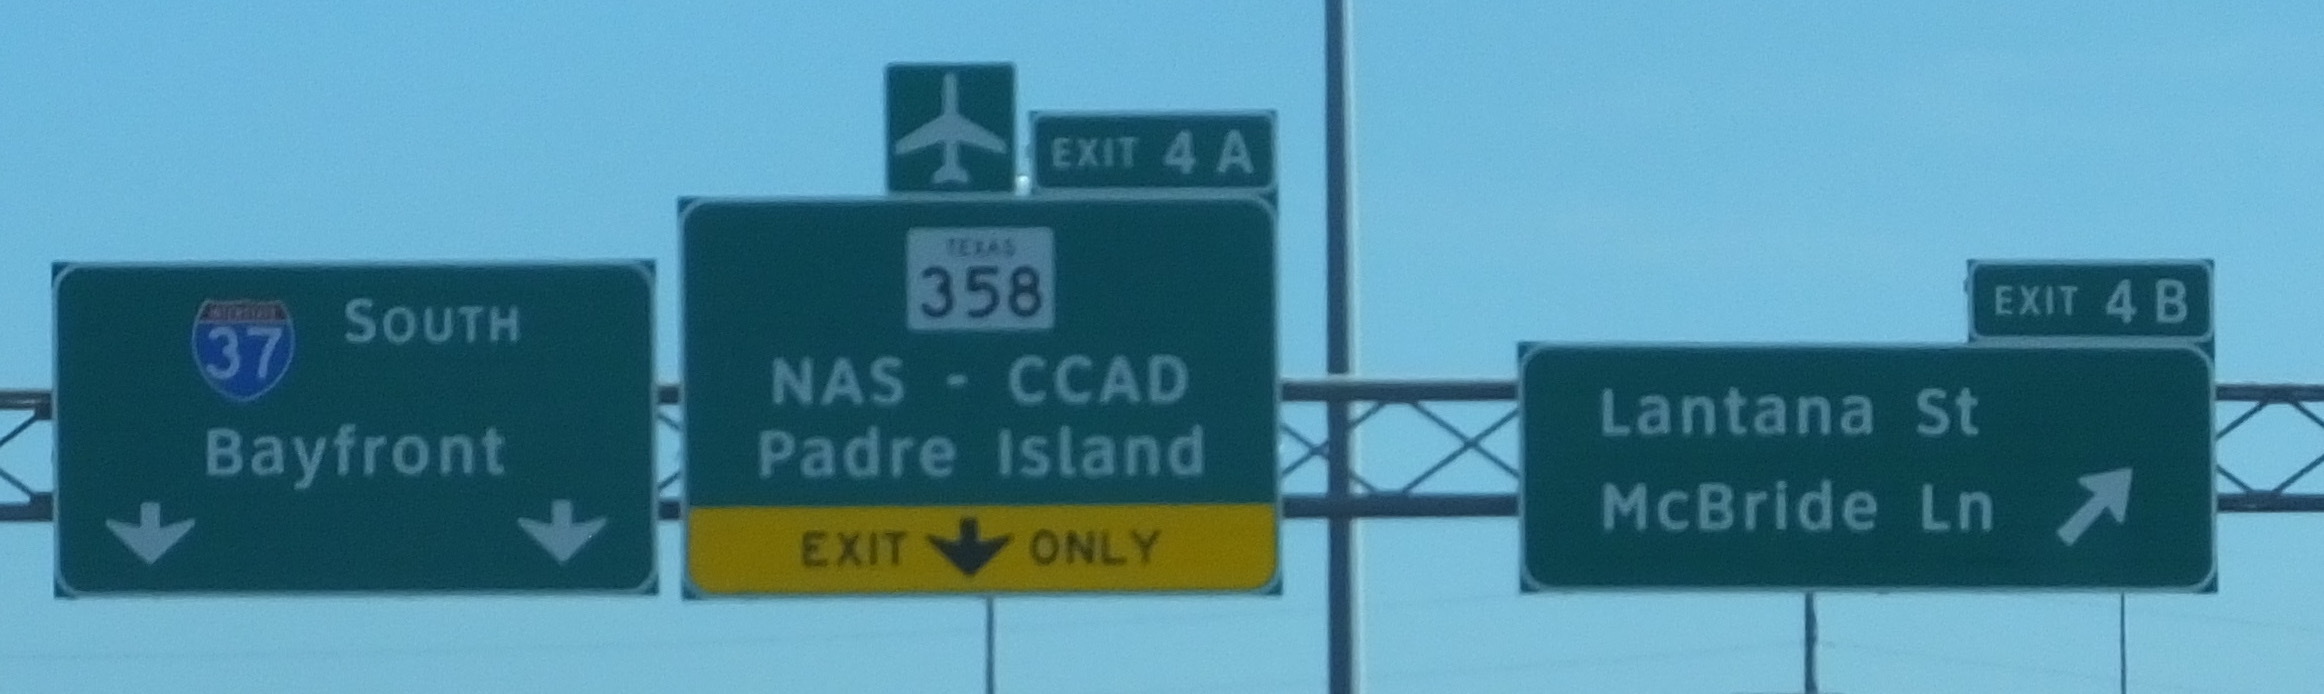 INTERSTATE
37
SOUTH
Bayfront
EXIT 4 A
TEXAS
358
NAS - CCAD
Padre Island
EXIT ONLY
EXIT 4 B
Lantana St
McBride Ln